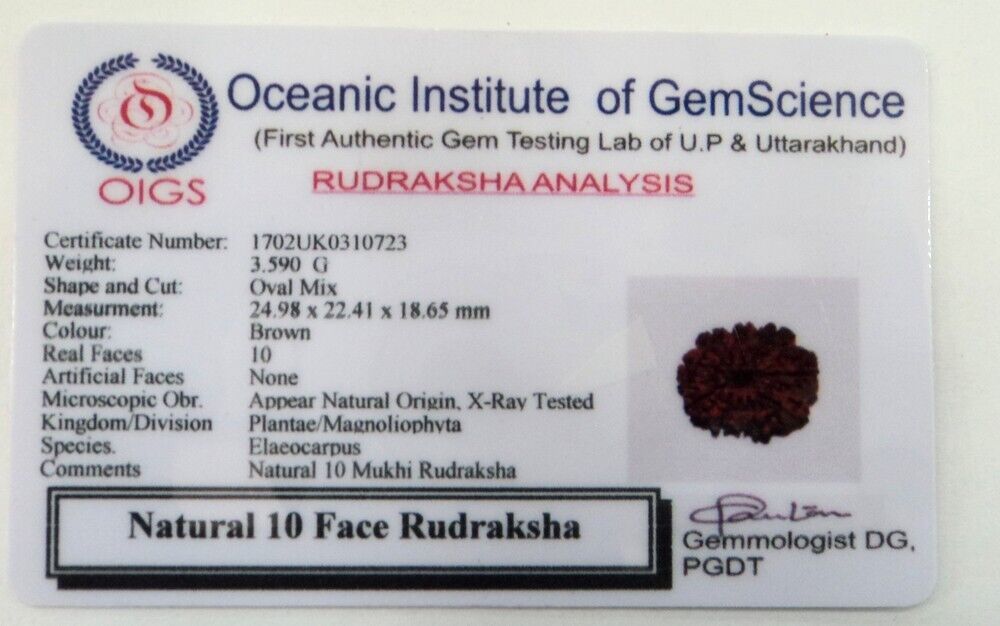 Oceanic Institute of GemScience
(First Authentic Gem Testing Lab of U.P & Uttarakhand)
OIGS
RUDRAKSHA ANALYSIS
Certificate Number: 1702UK0310723
Weight: 3.590 G
Shape and Cut: Oval Mix
Measurment: 24.98 x 22.41 x 18.65 mm
Colour: Brown
Real Faces 10
Artificial Faces None
Microscopic Obr. Appear Natural Origin, X-Ray Tested
Kingdom/Division Plantae/Magnoliophyta
Species. Elaeocarpus
Comments Natural 10 Mukhi Rudraksha
Natural 10 Face Rudraksha
Gemmologist DG,
PGDT